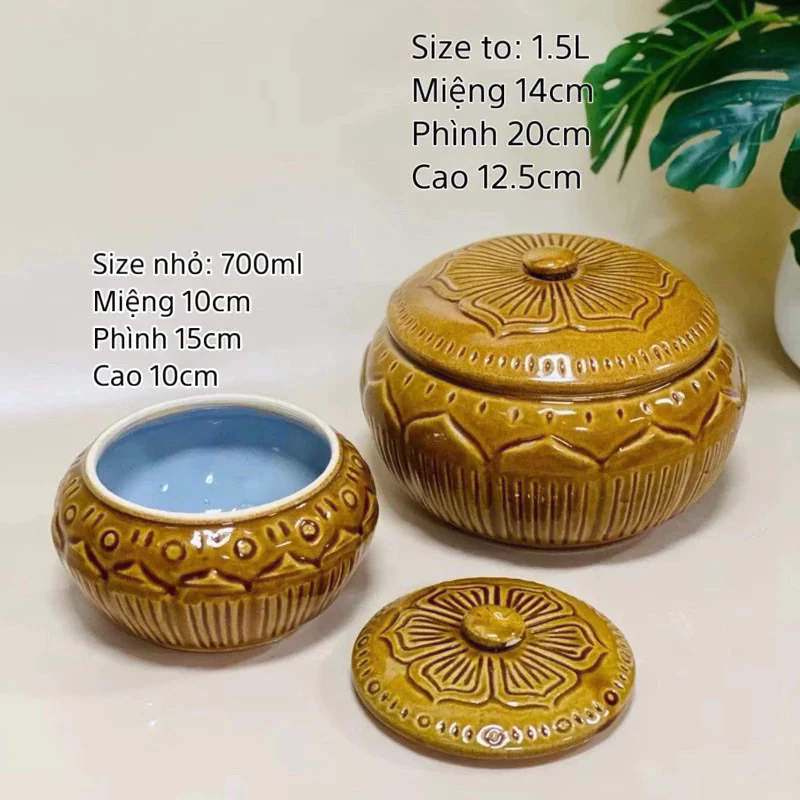 Size to: 1.5L
Miệng 14cm
Phình 20cm
Cao 12.5cm
Size nhỏ: 700ml
Miệng 10cm
Phình 15cm
Cao 10cm